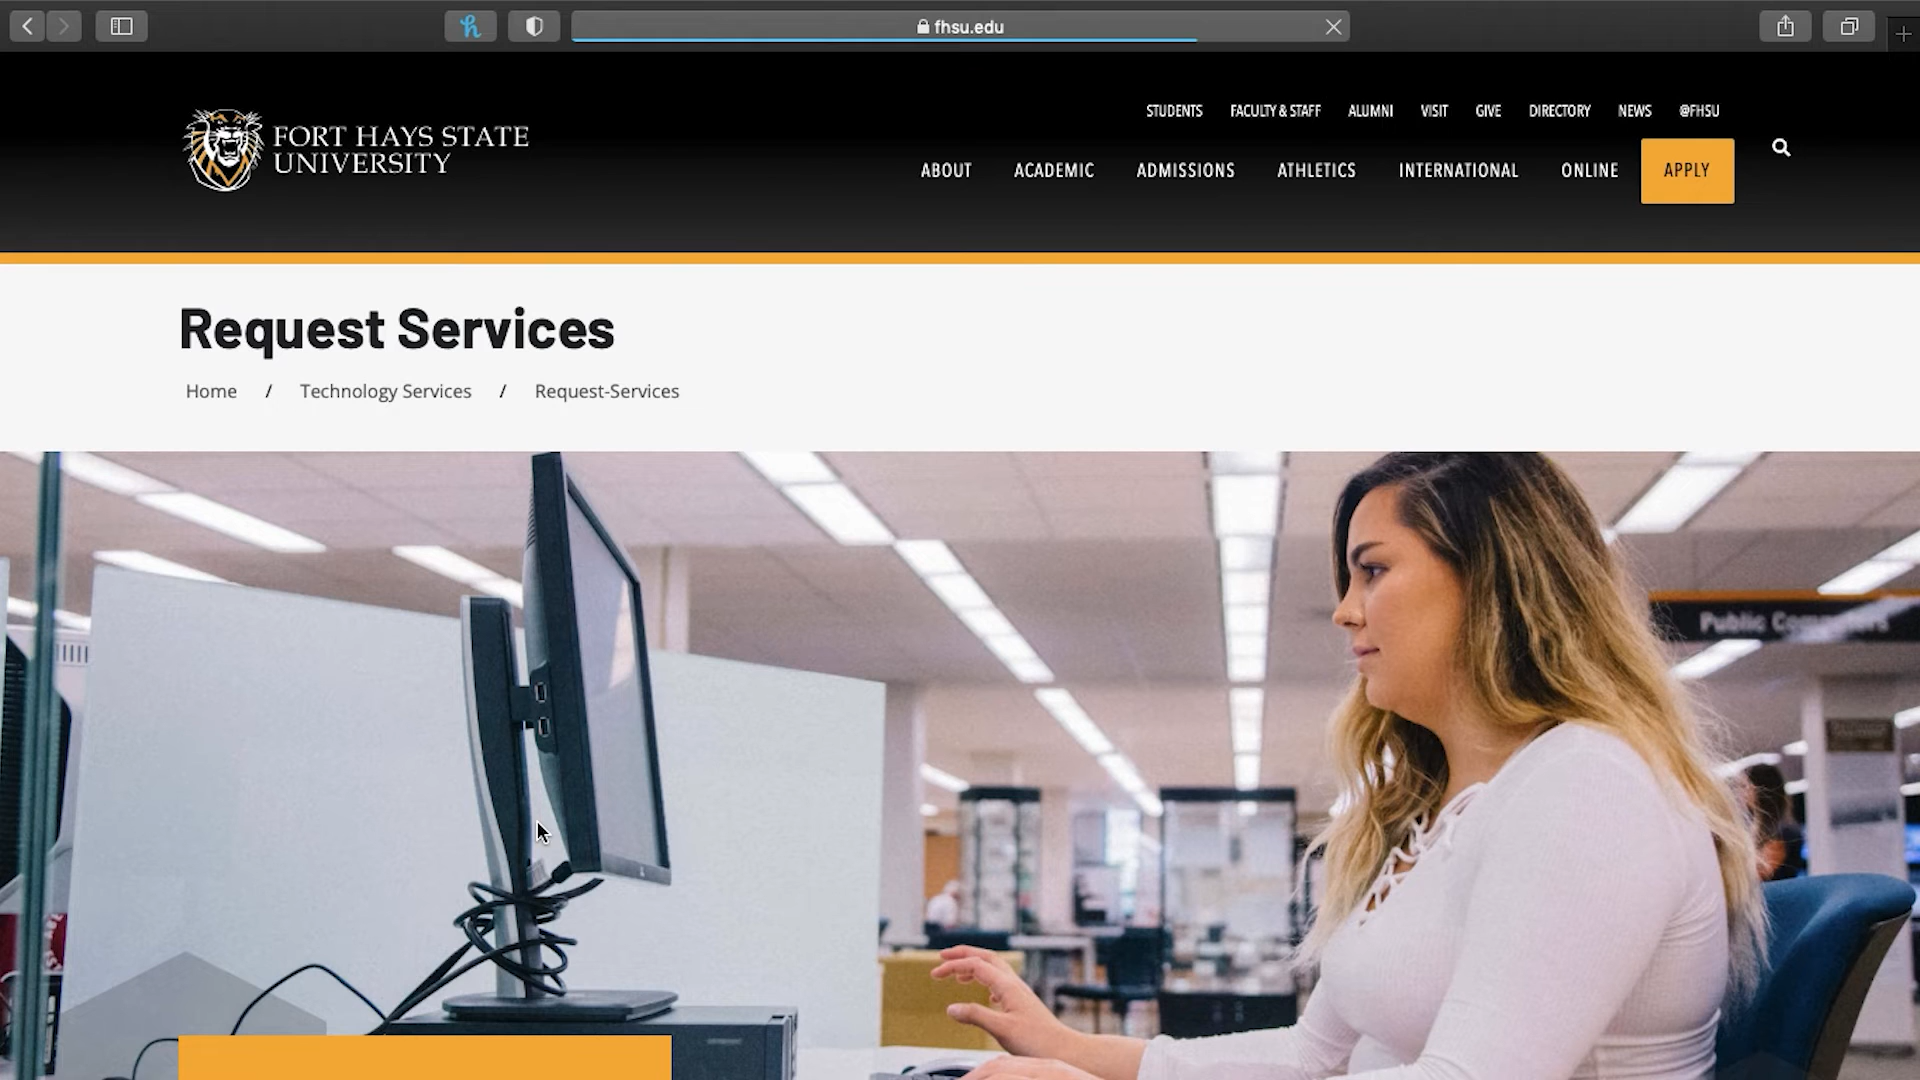 fhsu.edu
FORT HAYS STATE
UNIVERSITY
STUDENTS FACULTY & STAFF ALUMNI VISIT GIVE DIRECTORY NEWS @FHSU
ABOUT ACADEMIC ADMISSIONS ATHLETICS INTERNATIONAL ONLINE APPLY
Request Services
Home / Technology Services / Request-Services
Public